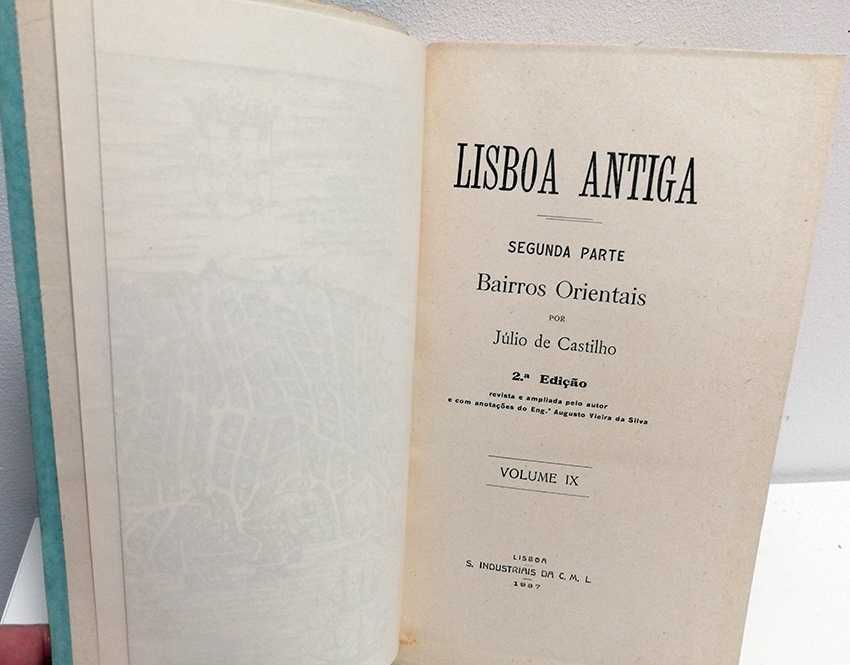 LISBOA ANTIGA
SEGUNDA PARTE
Bairros Orientais
POR
Júlio de Castilho
2.ª Edição
revista e ampliada pelo autor
e com anotações do Eng.º Augusto Vieira da Silva
VOLUME IX
LISBOA
S. INDUSTRIAIS DA C. M. L
1937